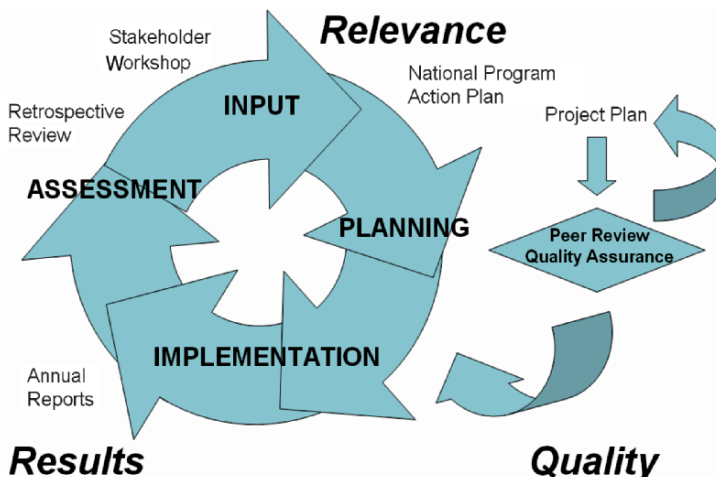 Relevance
Stakeholder
Workshop
National Program
Action Plan
INPUT
Retrospective
Review
Project Plan
ASSESSMENT
PLANNING
Peer Review
Quality Assurance
IMPLEMENTATION
Annual
Reports
Results
Quality